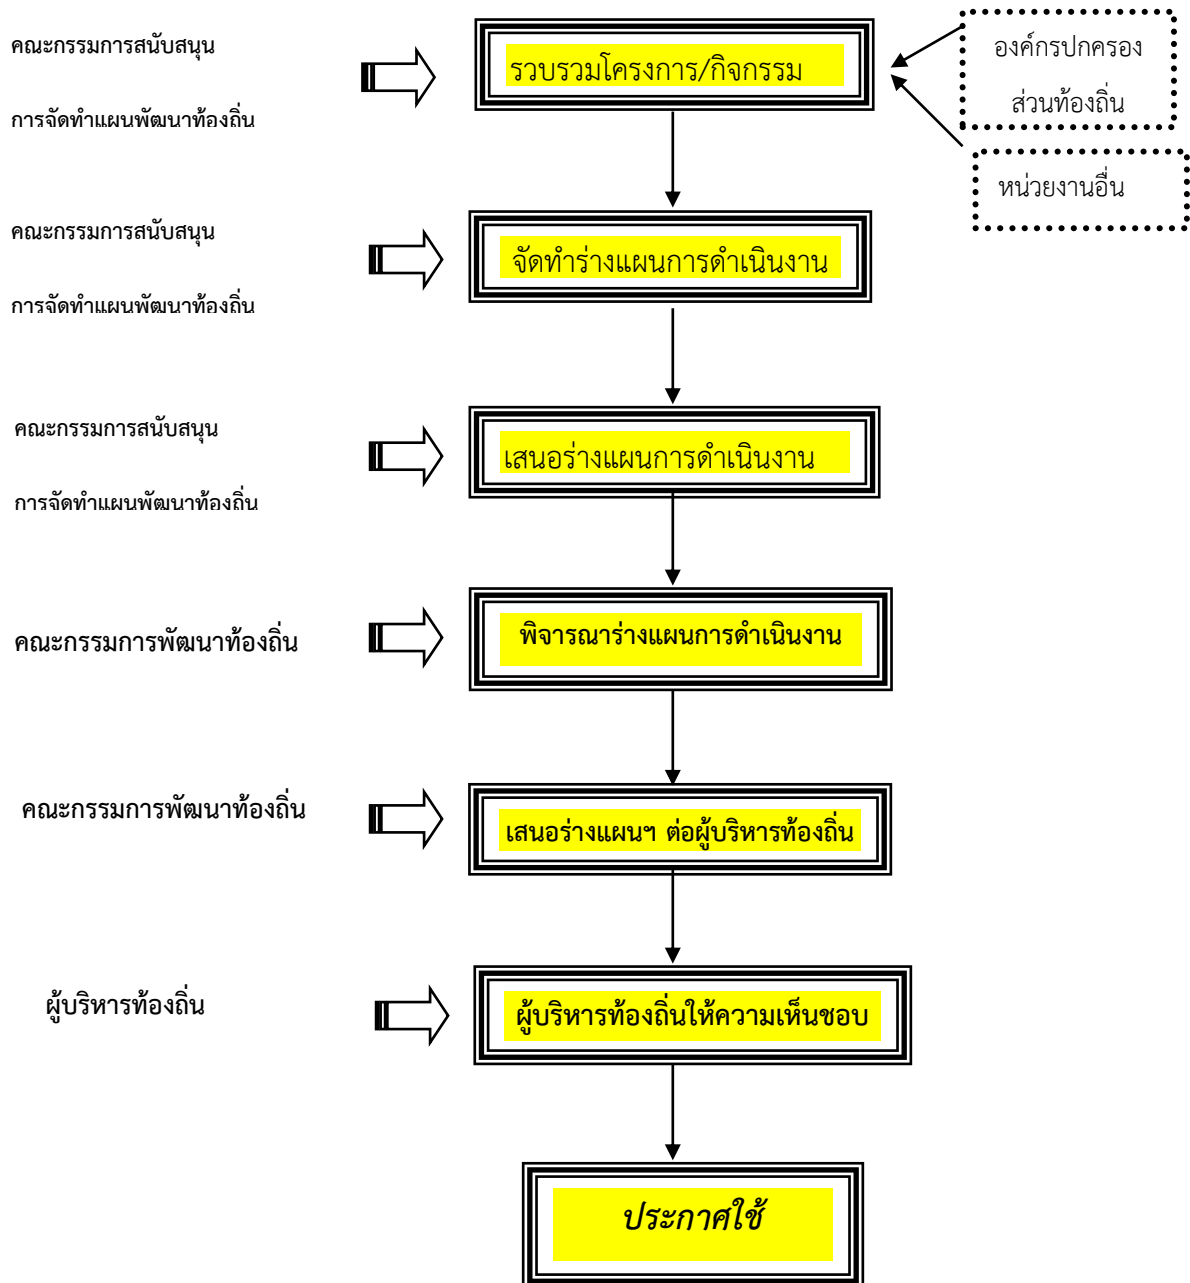 คณะกรรมการสนับสนุน
การจัดทำแผนพัฒนาท้องถิ่น
รวบรวมโครงการ/กิจกรรม
องค์กรปกครอง
ส่วนท้องถิ่น
หน่วยงานอื่น
คณะกรรมการสนับสนุน
การจัดทำแผนพัฒนาท้องถิ่น
จัดทำร่างแผนการดำเนินงาน
คณะกรรมการสนับสนุน
การจัดทำแผนพัฒนาท้องถิ่น
เสนอร่างแผนการดำเนินงาน
คณะกรรมการพัฒนาท้องถิ่น
พิจารณาร่างแผนการดำเนินงาน
คณะกรรมการพัฒนาท้องถิ่น
เสนอร่างแผนฯ ต่อผู้บริหารท้องถิ่น
ผู้บริหารท้องถิ่น
ผู้บริหารท้องถิ่นให้ความเห็นชอบ
ประกาศใช้